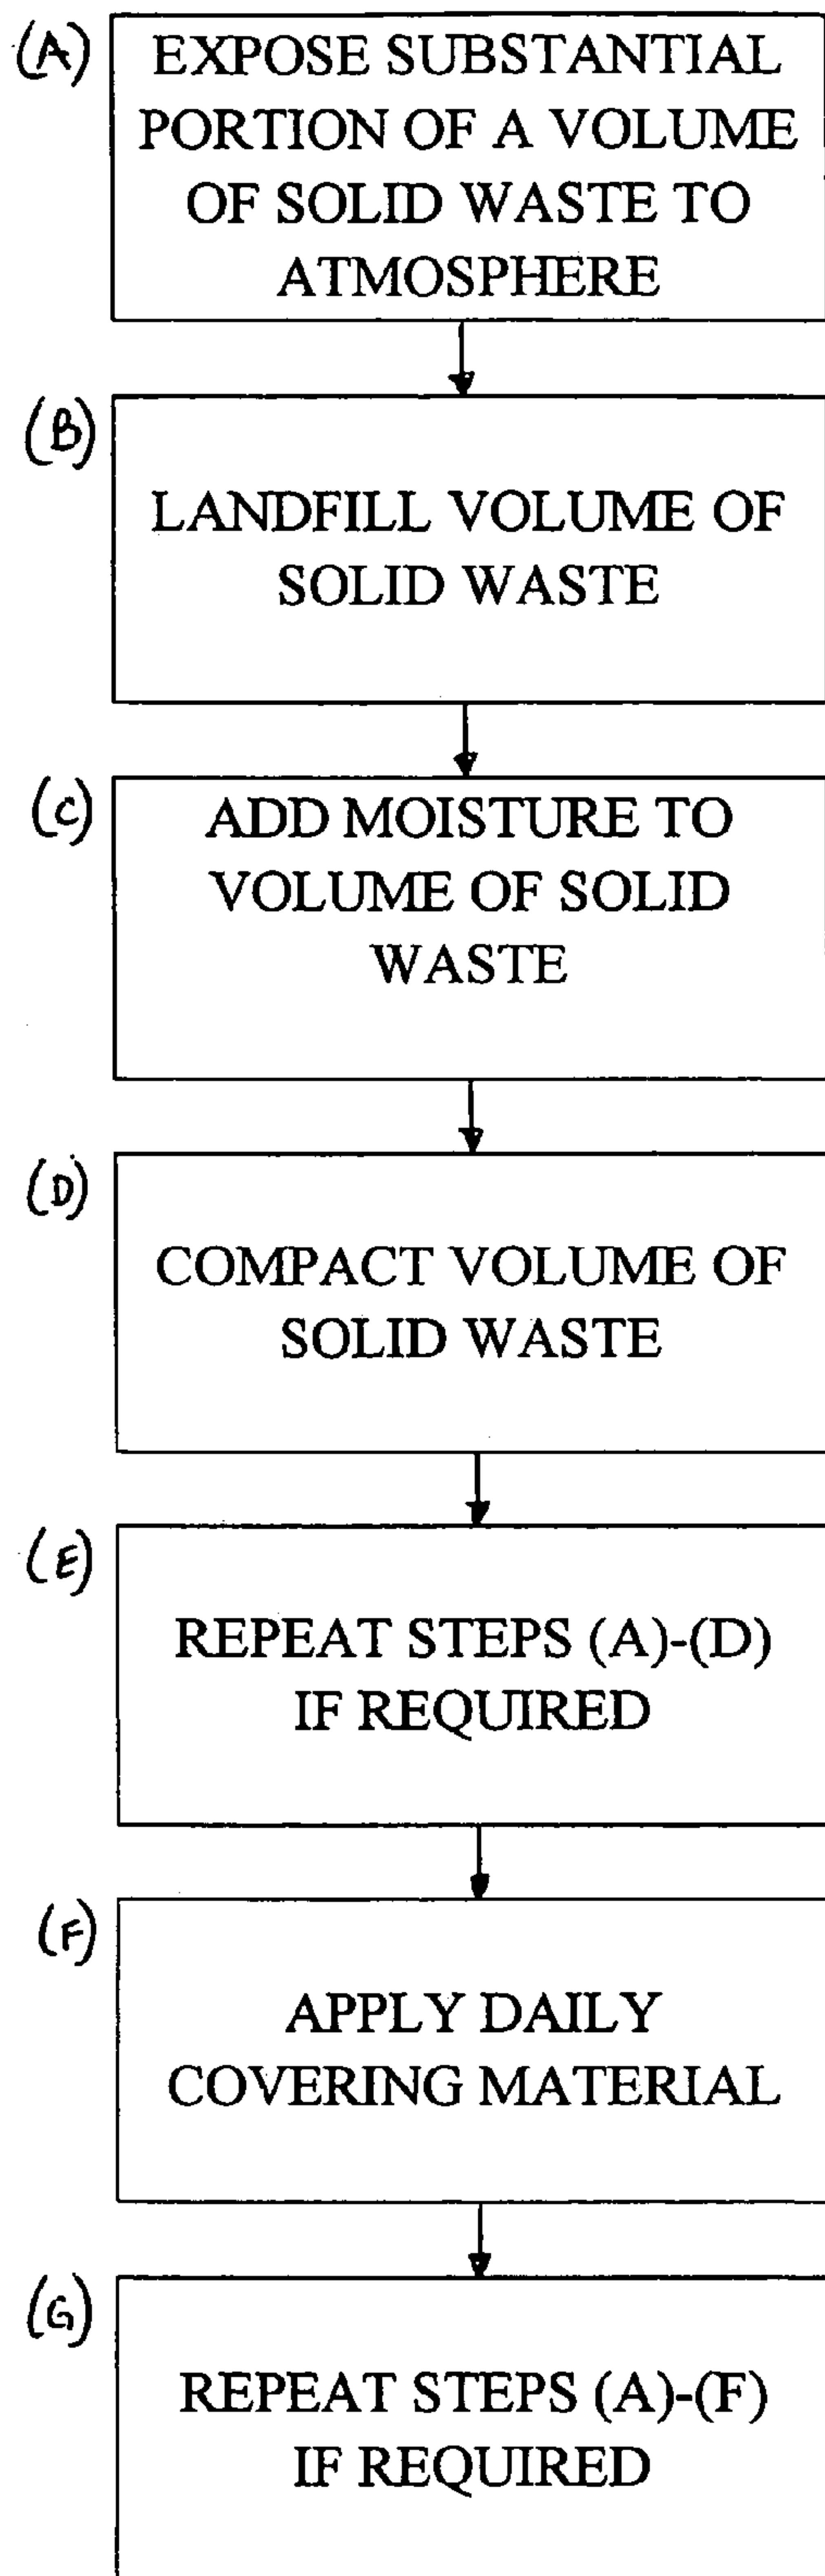 (A)
EXPOSE SUBSTANTIAL
PORTION OF A VOLUME
OF SOLID WASTE TO
ATMOSPHERE
(B)
LANDFILL VOLUME OF
SOLID WASTE
(C)
ADD MOISTURE TO
VOLUME OF SOLID
WASTE
(D)
COMPACT VOLUME OF
SOLID WASTE
(E)
REPEAT STEPS (A)-(D)
IF REQUIRED
(F)
APPLY DAILY
COVERING MATERIAL
(G)
REPEAT STEPS (A)-(F)
IF REQUIRED